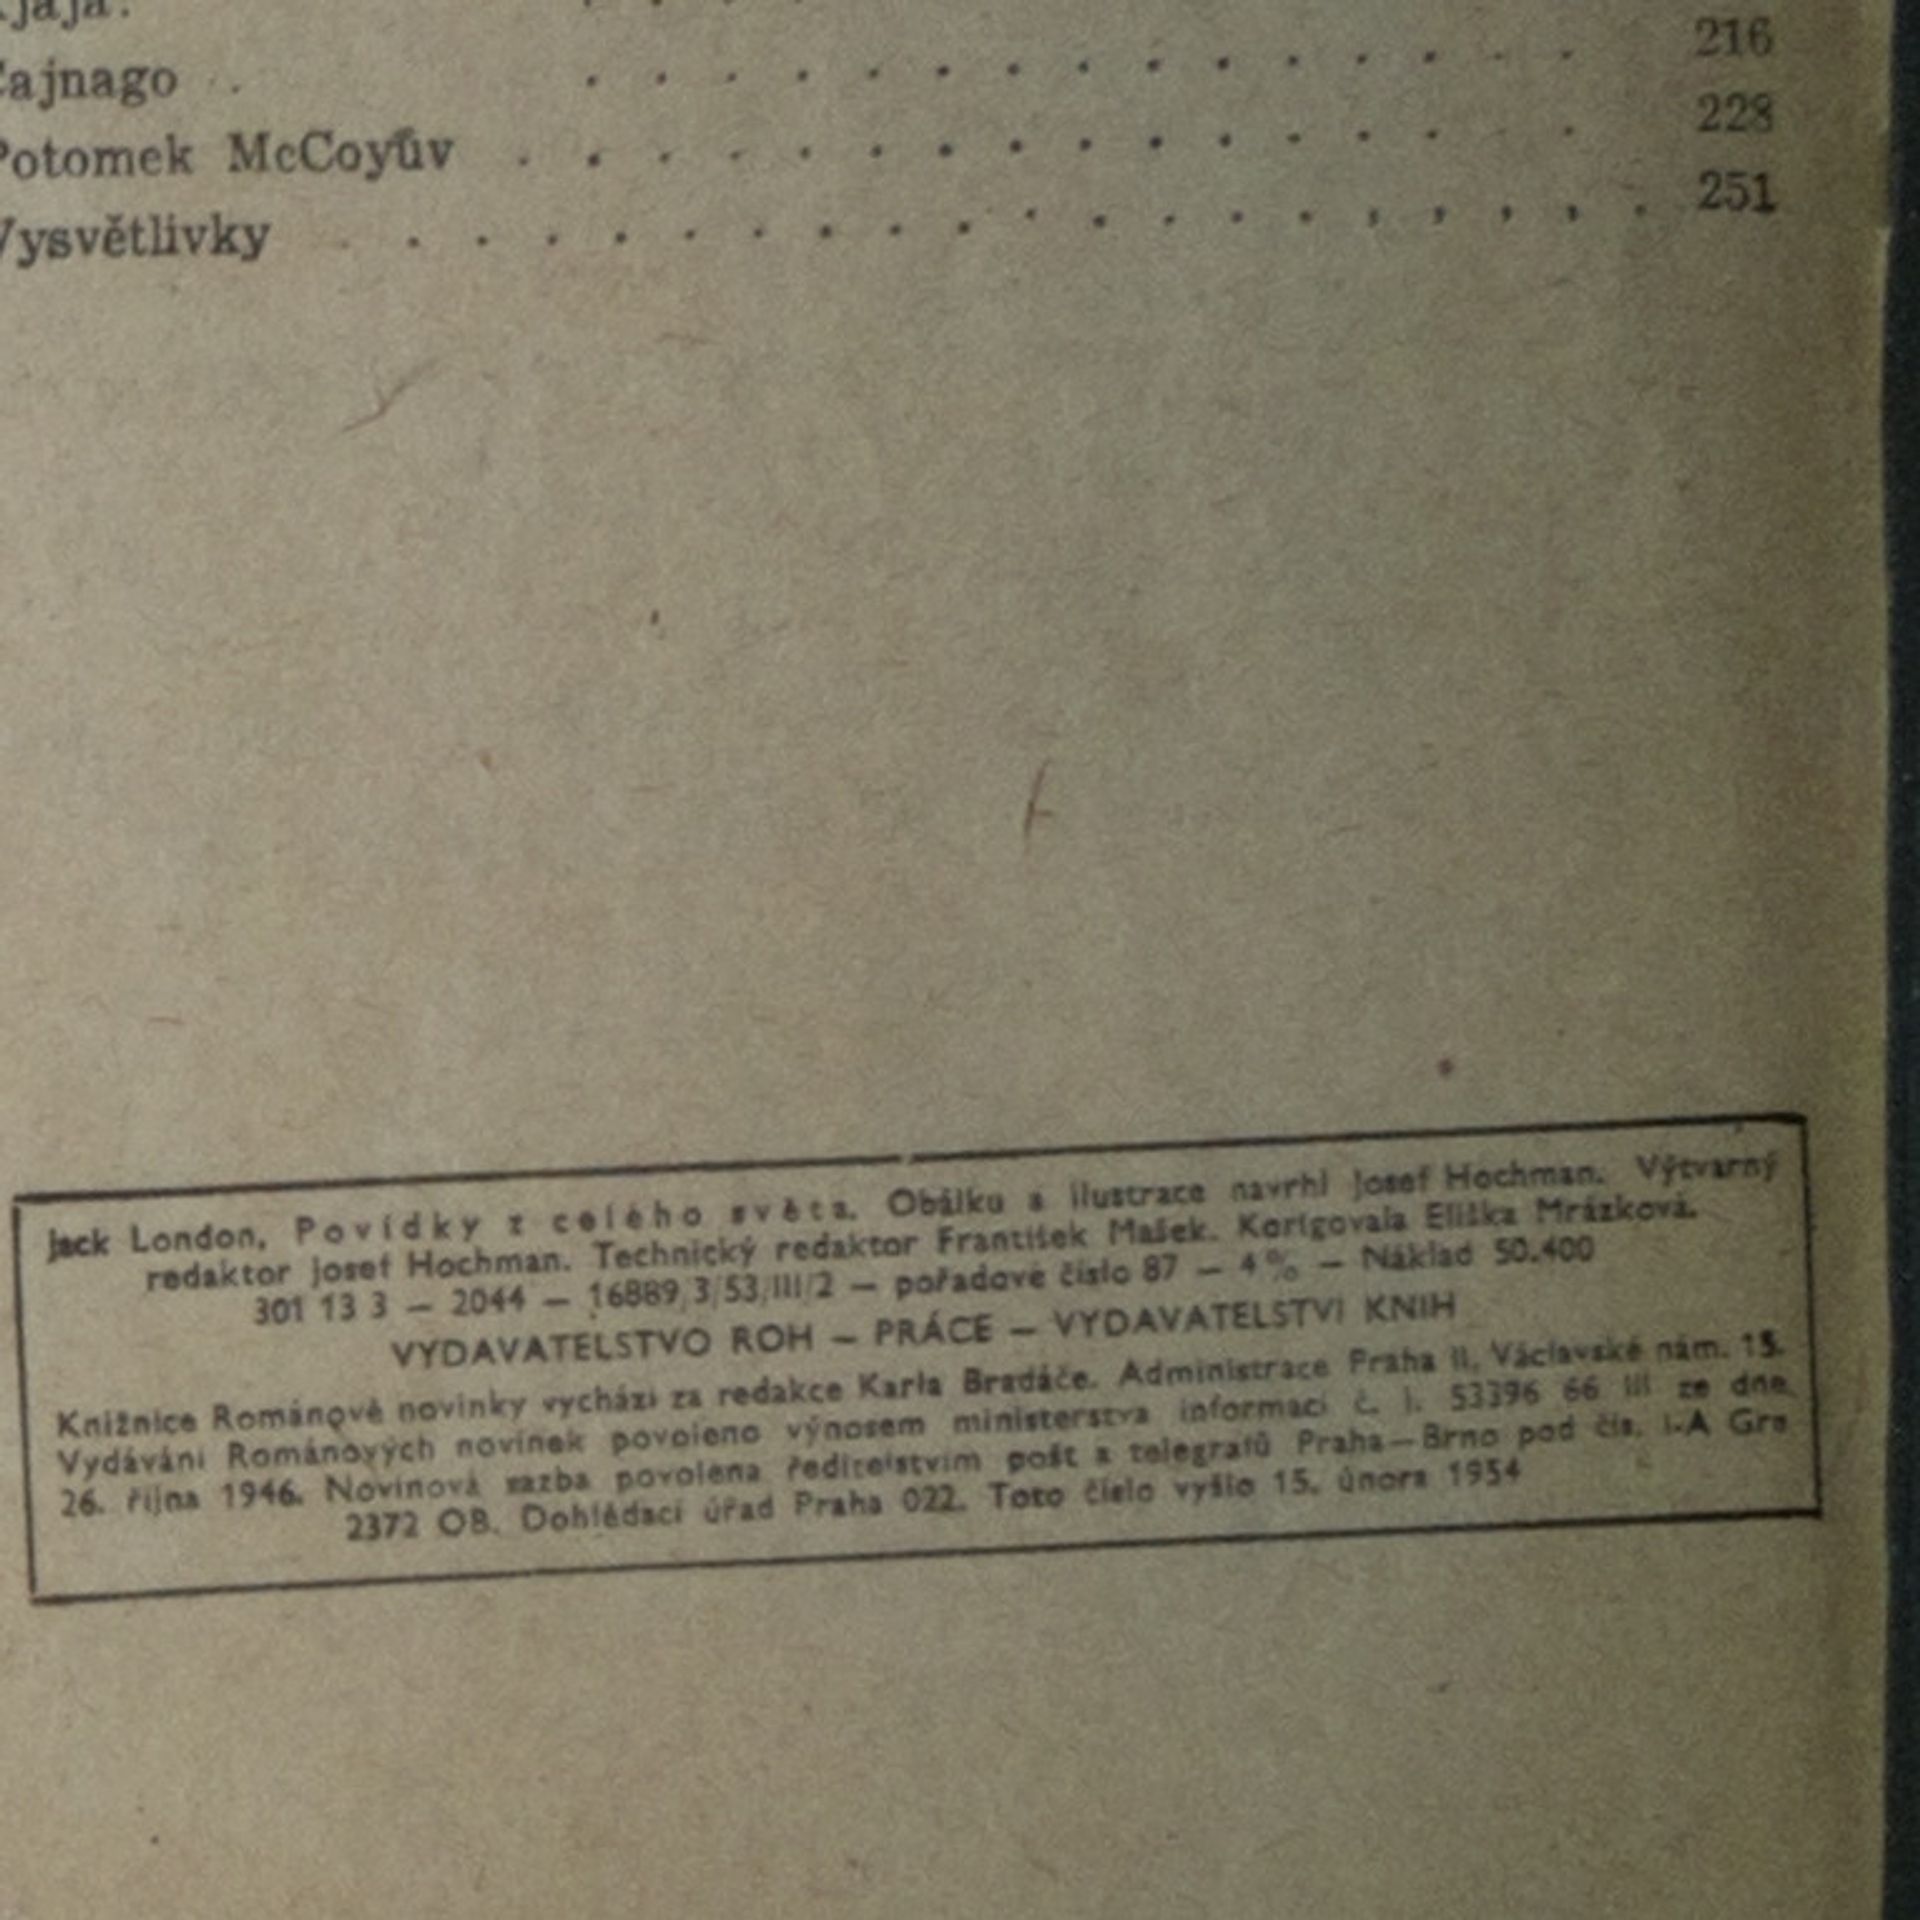 216
ajnago . . . . . . . . . . . . . . . . 228
Potomek McCoyův . . . . . . . . . . . . . . . 251
Vysvětlivky . . . . . . . . . . . . . . . . . . .
Jack London, Povídky z celého světa. Obálku a ilustrace navrhl Josef Hochman. Výtvarný
redaktor Josef Hochman. Technický redaktor František Mašek. Korigovala Eliška Mrázková.
301 13 3 — 2044 — 16889/3/53/III/2 — pořadové číslo 87 — 4% — Náklad 50.400
VYDAVATELSTVO ROH — PRÁCE — VYDAVATELSTVÍ KNIH
Knižnice Románové novinky vychází za redakce Karla Bradáče. Administrace Praha II, Václavské nám. 15.
Vydávání Románových novinek povoleno výnosem ministerstva informací č. j. 53396 66 III ze dne
26. října 1946. Novinová sazba povolena ředitelstvím pošt a telegrafů Praha—Brno pod čís. I-A Gre
2372 OB. Dohlédací úřad Praha 022. Toto číslo vyšlo 15. února 1954